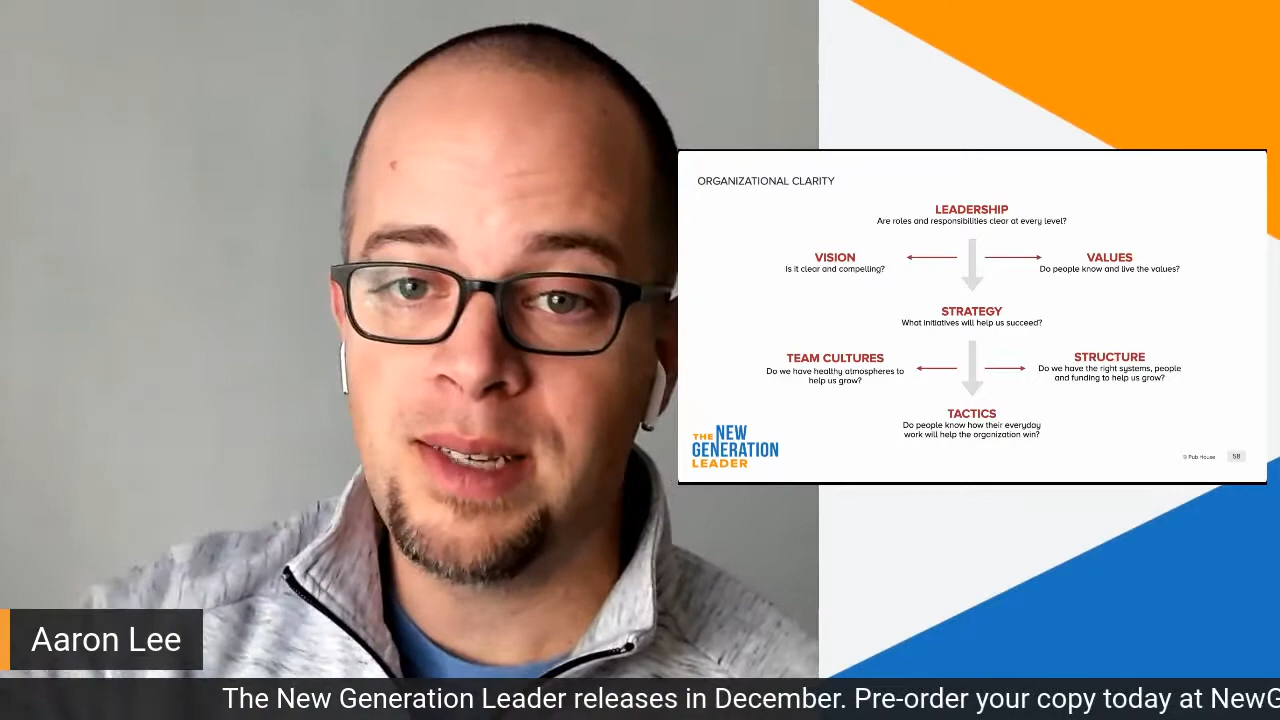 ORGANIZATIONAL CLARITY
LEADERSHIP
Are roles and responsibilities clear at every level?
VISION
Is it clear and compelling?
VALUES
Do people know and live the values?
STRATEGY
What initiatives will help us succeed?
TEAM CULTURES
Do we have healthy atmospheres to
help us grow?
STRUCTURE
Do we have the right systems, people
and funding to help us grow?
TACTICS
Do people know how their everyday
work will help the organization win?
THE NEW
GENERATION
LEADER
© Pub House
58
Aaron Lee
The New Generation Leader releases in December. Pre-order your copy today at NewG